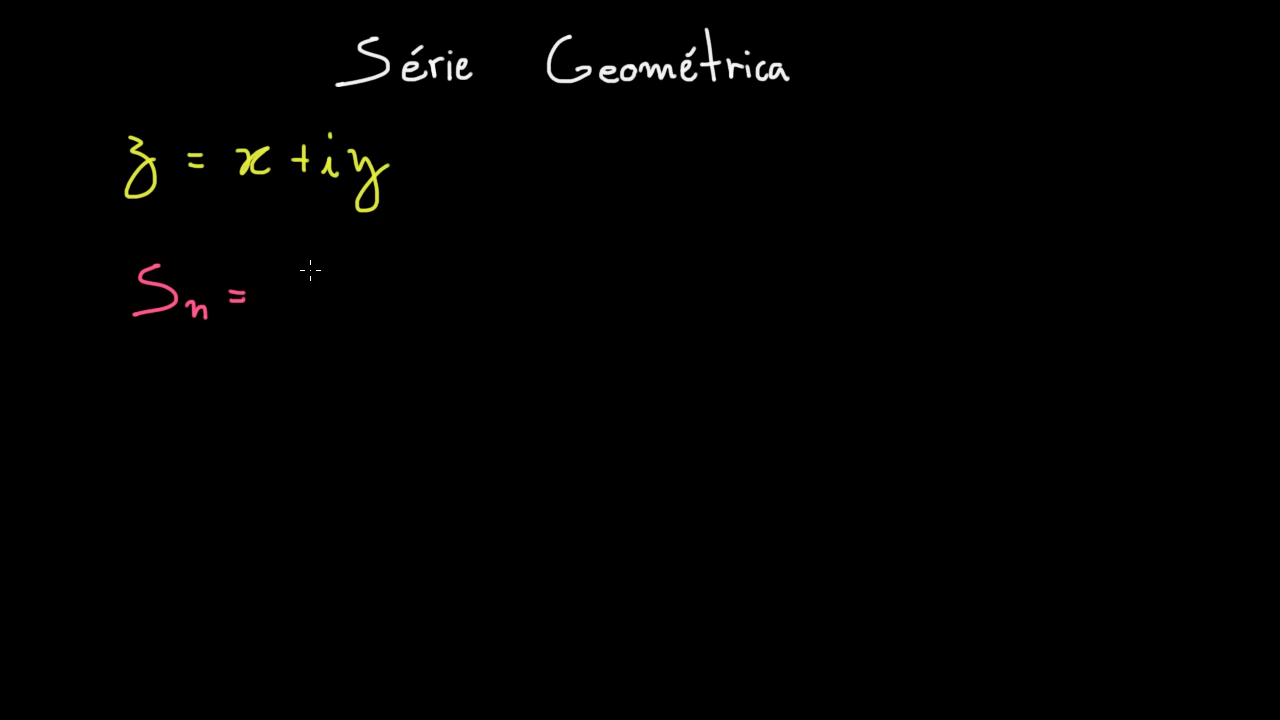 Série Geométrica
z = x + iy
Sn =